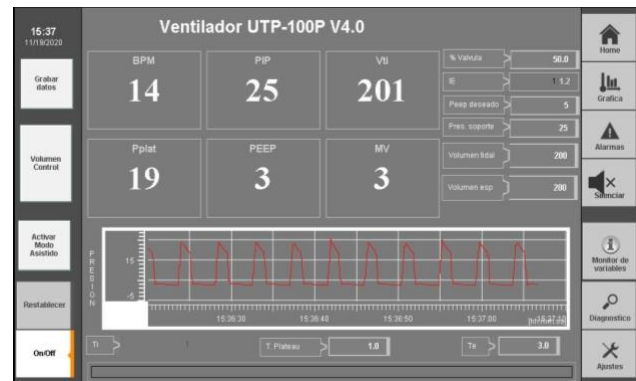 15:37
11/19/2020
Ventilador UTP-100P V4.0
Grabar
datos
Volumen
Control
Activar
Modo
Asistido
Restablecer
On/Off
BPM
14
PIP
25
Vti
201
Pplat
19
PEEP
3
MV
3
% Valvula
50.0
IE
1:1.2
Peep deseado
5
Pres. soporte
25
Volumen tidal
200
Volumen esp
200
PRESION
15
-5
15:36:30
15:36:40
15:36:50
15:37:00
Ti
1
T. Plateau
1.0
Te
3.0
Home
Grafica
Alarmas
Silenciar
Monitor de
variables
Diagnostico
Ajustes